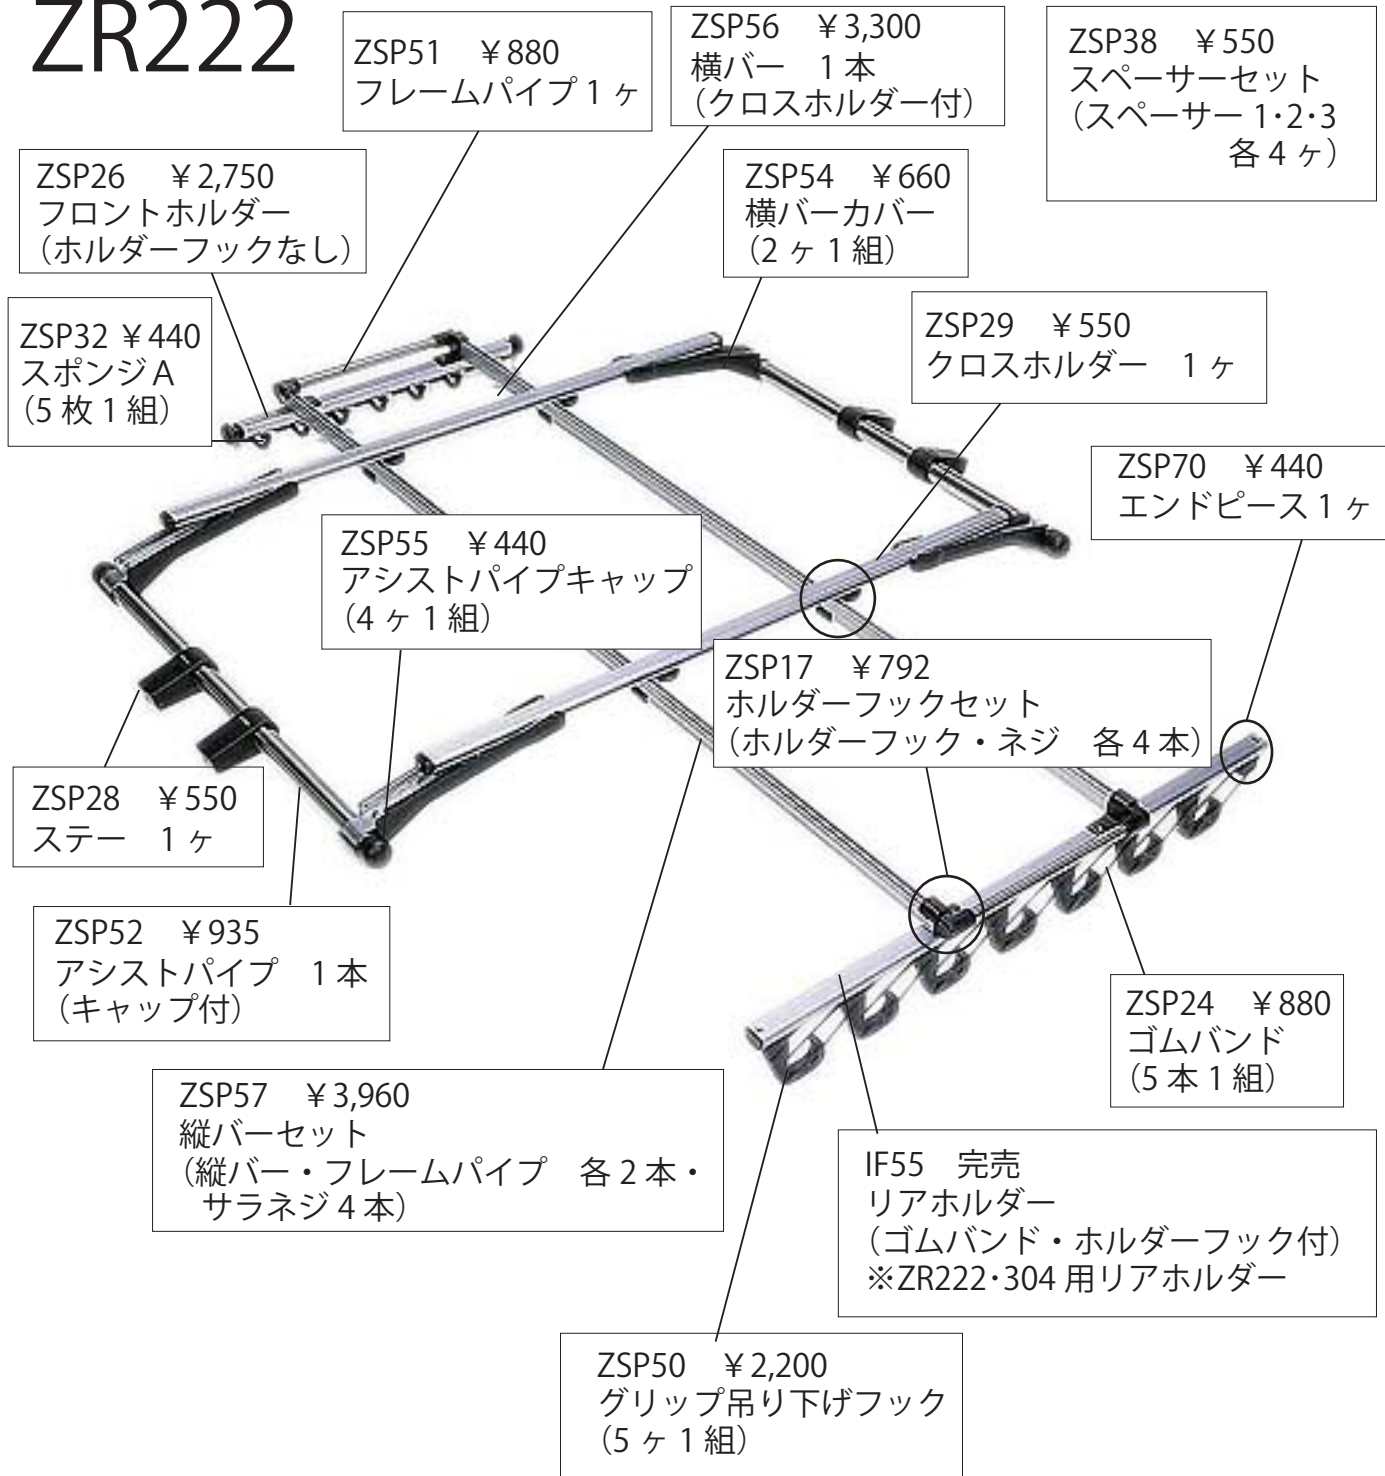 ZR222
ZSP51　￥880
フレームパイプ 1 ヶ
ZSP56　￥3,300
横バー　1 本
（クロスホルダー付）
ZSP38　￥550
スペーサーセット
（スペーサー 1・2・3
各 4 ヶ）
ZSP26　￥2,750
フロントホルダー
（ホルダーフックなし）
ZSP54　￥660
横バーカバー
（2 ヶ 1 組）
ZSP32 ￥440
スポンジ A
（5 枚 1 組）
ZSP29　￥550
クロスホルダー　1 ヶ
ZSP70　￥440
エンドピース 1 ヶ
ZSP55　￥440
アシストパイプキャップ
（4 ヶ 1 組）
ZSP17　￥792
ホルダーフックセット
（ホルダーフック・ネジ　各 4 本）
ZSP28　￥550
ステー　1 ヶ
ZSP52　￥935
アシストパイプ　1 本
（キャップ付）
ZSP24　￥880
ゴムバンド
（5 本 1 組）
ZSP57　￥3,960
縦バーセット
（縦バー・フレームパイプ　各 2 本・
サラネジ 4 本）
IF55　完売
リアホルダー
（ゴムバンド・ホルダーフック付）
※ZR222・304 用リアホルダー
ZSP50　￥2,200
グリップ吊り下げフック
（5 ヶ 1 組）